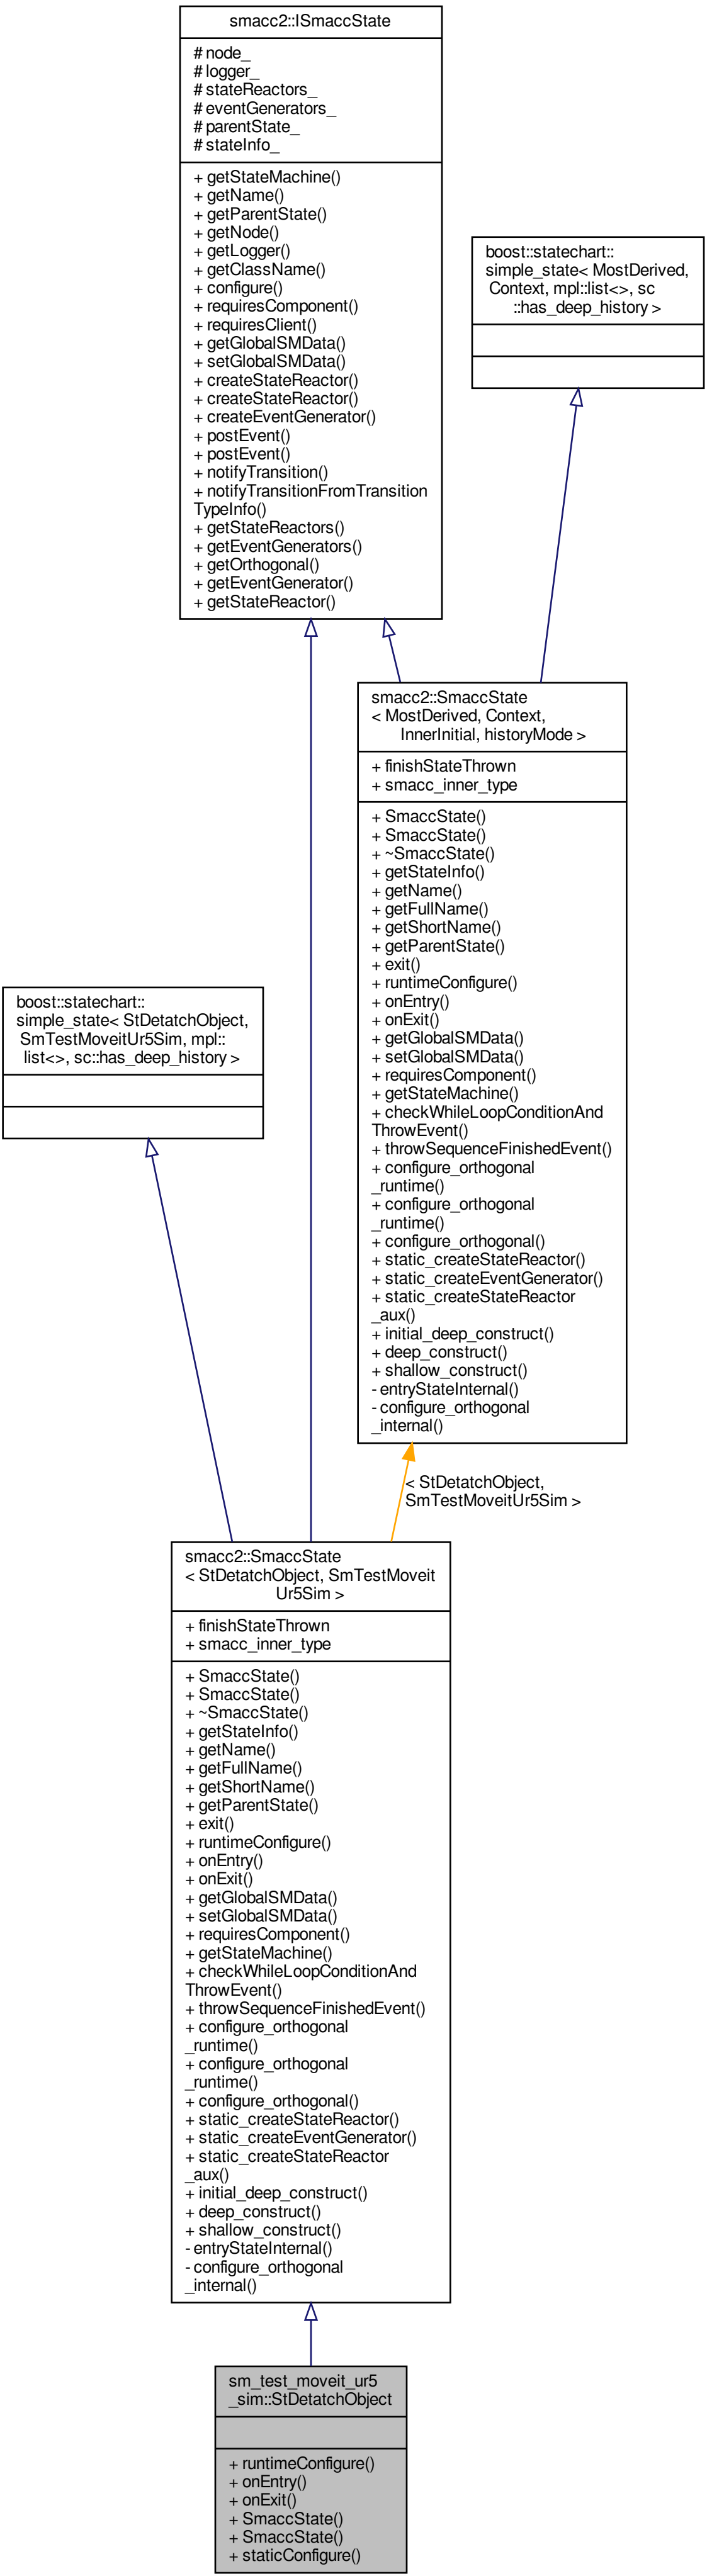 smacc2::ISmaccState
# node_
# logger_
# stateReactors_
# eventGenerators_
# parentState_
# stateInfo_
+ getStateMachine()
+ getName()
+ getParentState()
+ getNode()
+ getLogger()
+ getClassName()
+ configure()
+ requiresComponent()
+ requiresClient()
+ getGlobalSMData()
+ setGlobalSMData()
+ createStateReactor()
+ createStateReactor()
+ createEventGenerator()
+ postEvent()
+ postEvent()
+ notifyTransition()
+ notifyTransitionFromTransition
TypeInfo()
+ getStateReactors()
+ getEventGenerators()
+ getOrthogonal()
+ getEventGenerator()
+ getStateReactor()
boost::statechart::
simple_state< MostDerived,
Context, mpl::list<>, sc
::has_deep_history >
smacc2::SmaccState
< MostDerived, Context,
InnerInitial, historyMode >
+ finishStateThrown
+ smacc_inner_type
+ SmaccState()
+ SmaccState()
+ ~SmaccState()
+ getStateInfo()
+ getName()
+ getFullName()
+ getShortName()
+ getParentState()
+ exit()
+ runtimeConfigure()
+ onEntry()
+ onExit()
+ getGlobalSMData()
+ setGlobalSMData()
+ requiresComponent()
+ getStateMachine()
+ checkWhileLoopConditionAnd
ThrowEvent()
+ throwSequenceFinishedEvent()
+ configure_orthogonal
_runtime()
+ configure_orthogonal
_runtime()
+ configure_orthogonal()
+ static_createStateReactor()
+ static_createEventGenerator()
+ static_createStateReactor
_aux()
+ initial_deep_construct()
+ deep_construct()
+ shallow_construct()
- entryStateInternal()
- configure_orthogonal
_internal()
boost::statechart::
simple_state< StDetatchObject,
SmTestMoveitUr5Sim, mpl::
list<>, sc::has_deep_history >
< StDetatchObject,
SmTestMoveitUr5Sim >
smacc2::SmaccState
< StDetatchObject, SmTestMoveit
Ur5Sim >
+ finishStateThrown
+ smacc_inner_type
+ SmaccState()
+ SmaccState()
+ ~SmaccState()
+ getStateInfo()
+ getName()
+ getFullName()
+ getShortName()
+ getParentState()
+ exit()
+ runtimeConfigure()
+ onEntry()
+ onExit()
+ getGlobalSMData()
+ setGlobalSMData()
+ requiresComponent()
+ getStateMachine()
+ checkWhileLoopConditionAnd
ThrowEvent()
+ throwSequenceFinishedEvent()
+ configure_orthogonal
_runtime()
+ configure_orthogonal
_runtime()
+ configure_orthogonal()
+ static_createStateReactor()
+ static_createEventGenerator()
+ static_createStateReactor
_aux()
+ initial_deep_construct()
+ deep_construct()
+ shallow_construct()
- entryStateInternal()
- configure_orthogonal
_internal()
sm_test_moveit_ur5
_sim::StDetatchObject
+ runtimeConfigure()
+ onEntry()
+ onExit()
+ SmaccState()
+ SmaccState()
+ staticConfigure()